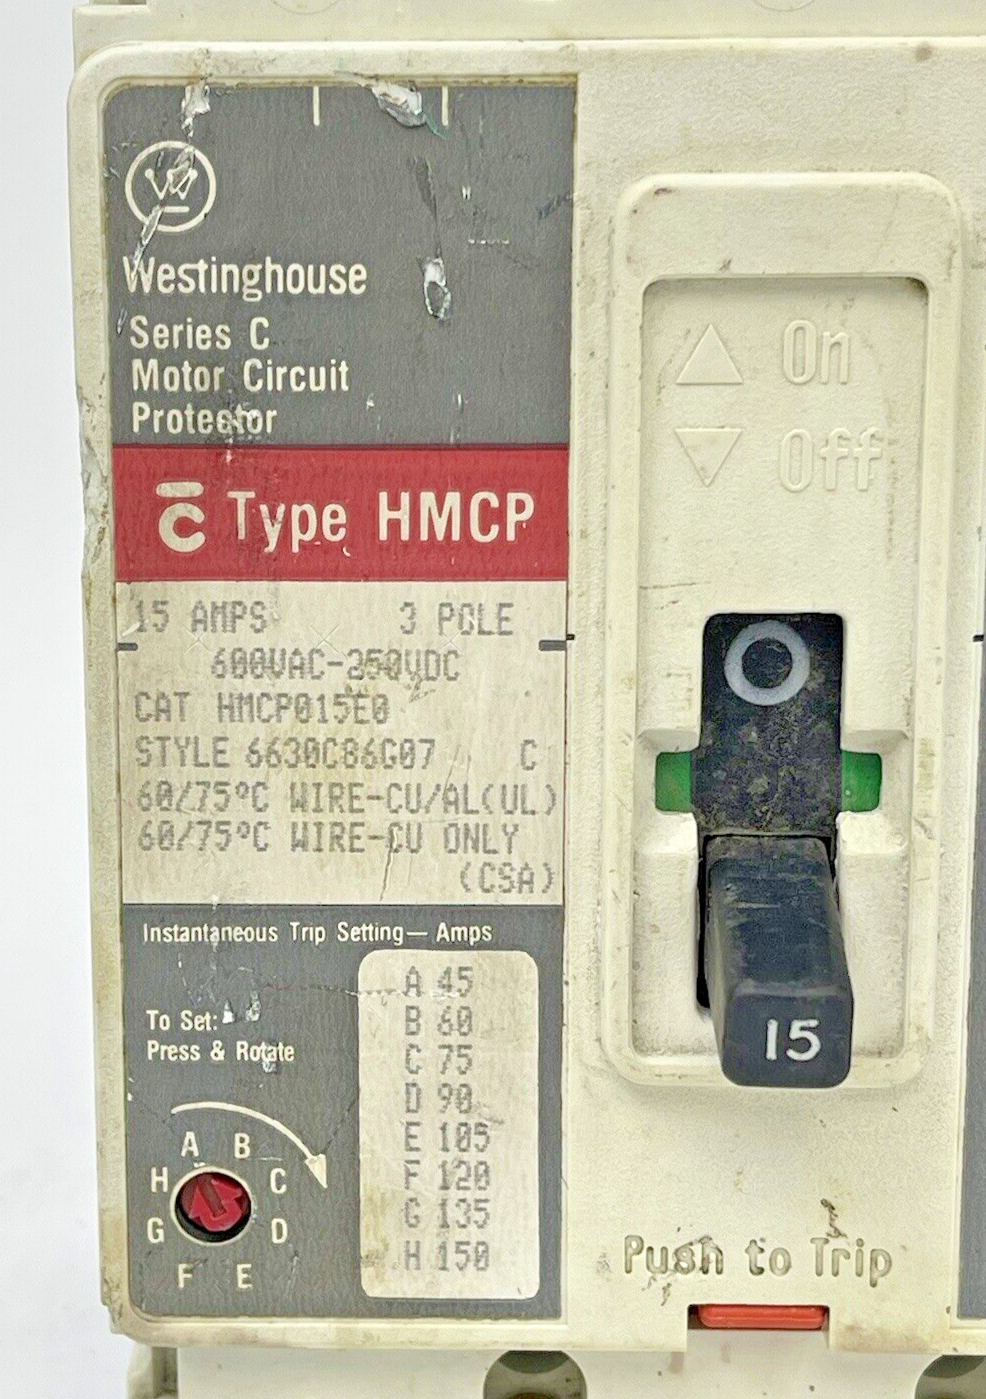 W
Westinghouse
Series C
Motor Circuit
Protector
C Type HMCP
15 AMPS 3 POLE
600VAC-250VDC
CAT HMCP015E0
STYLE 6630C86G07 C
60/75°C WIRE-CU/AL(UL)
60/75°C WIRE-CU ONLY
(CSA)
Instantaneous Trip Setting— Amps
A 45
B 60
C 75
D 90
E 105
F 120
G 135
H 150
To Set:
Press & Rotate
A B
H C
G D
F E
On
Off
O
15
Push to Trip